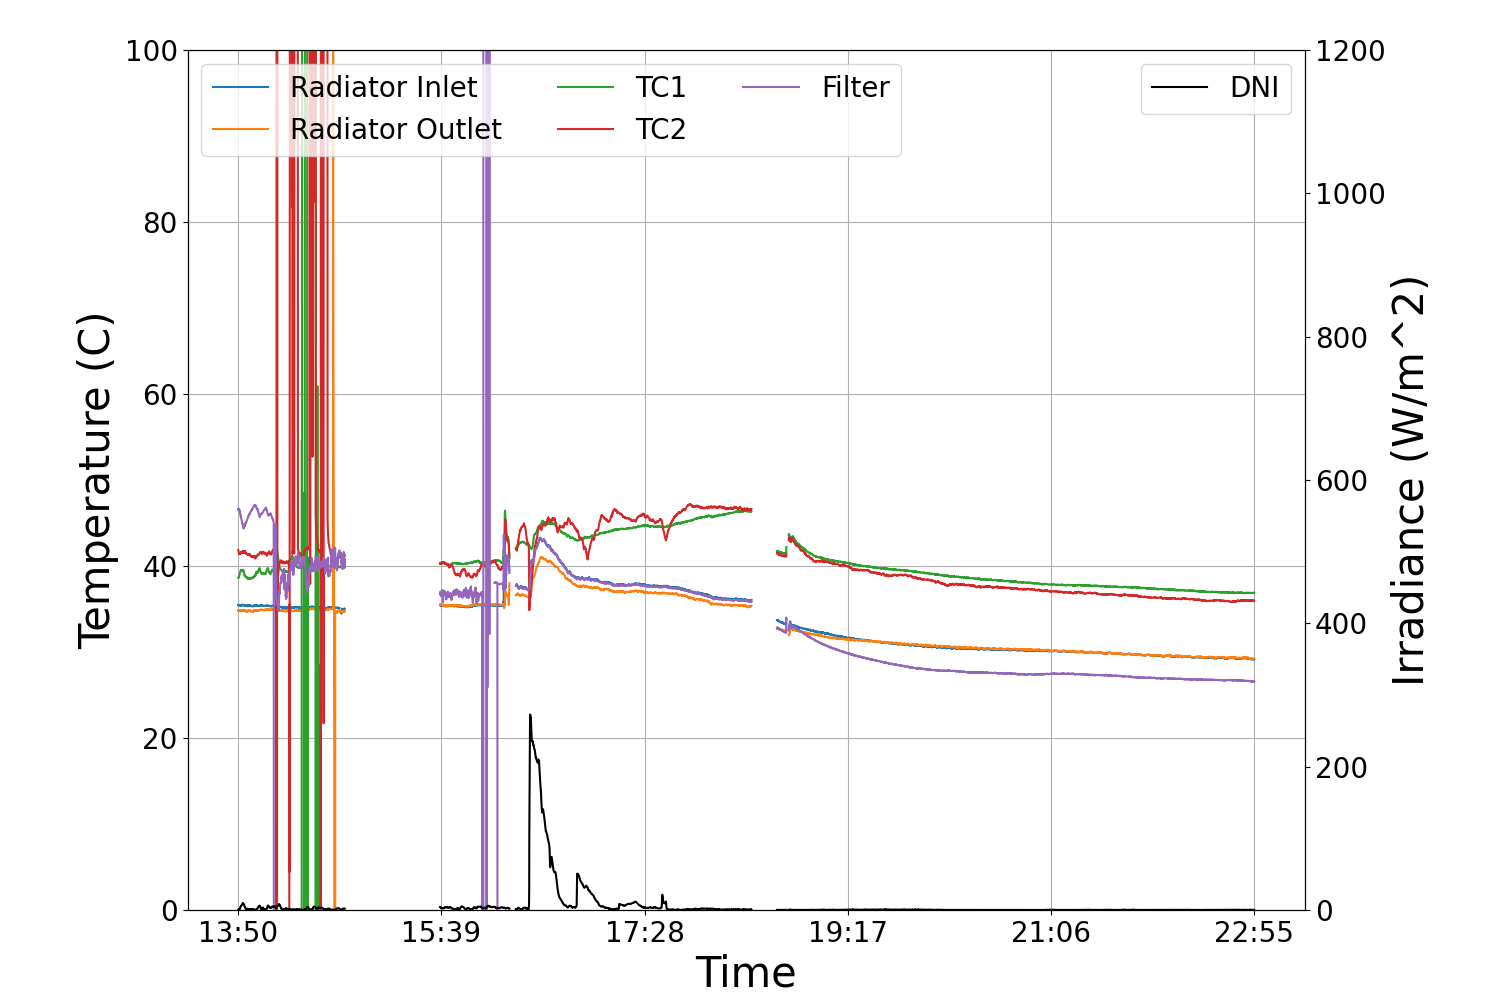 100
80
60
40
20
0
Temperature (C)
Radiator Inlet
Radiator Outlet
TC1
TC2
Filter
DNI
1200
1000
800
600
400
200
0
Irradiance (W/m^2)
13:50
15:39
17:28
19:17
21:06
22:55
Time